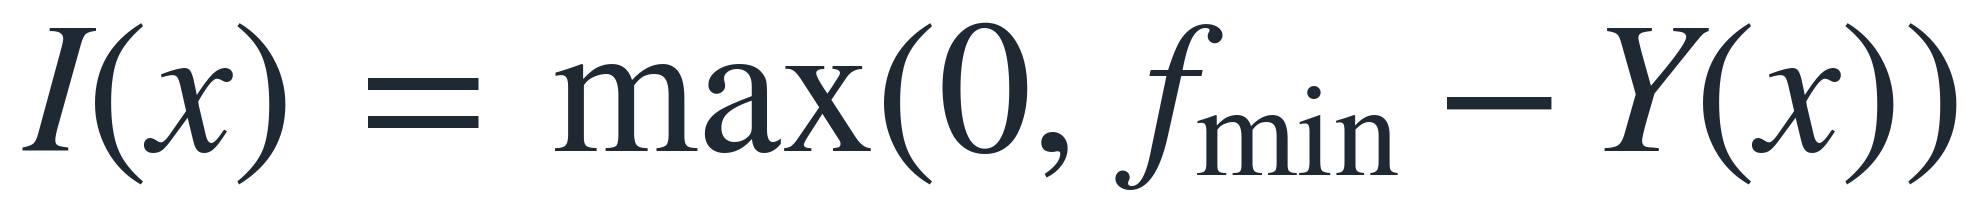 I(x) = max(0, f_min − Y(x))